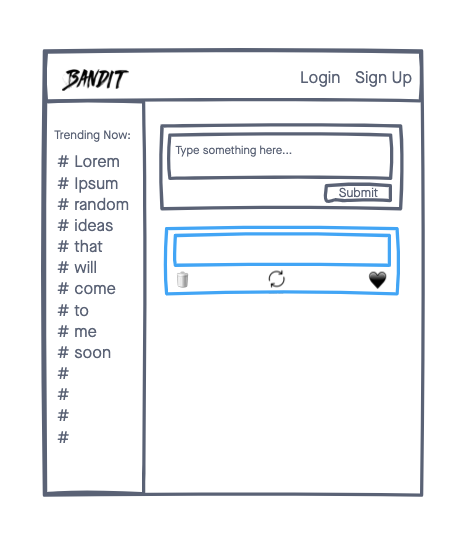 BANDIT
Login Sign Up
Trending Now:
# Lorem
# Ipsum
# random
# ideas
# that
# will
# come
# to
# me
# soon
#
#
#
#
Type something here...
Submit